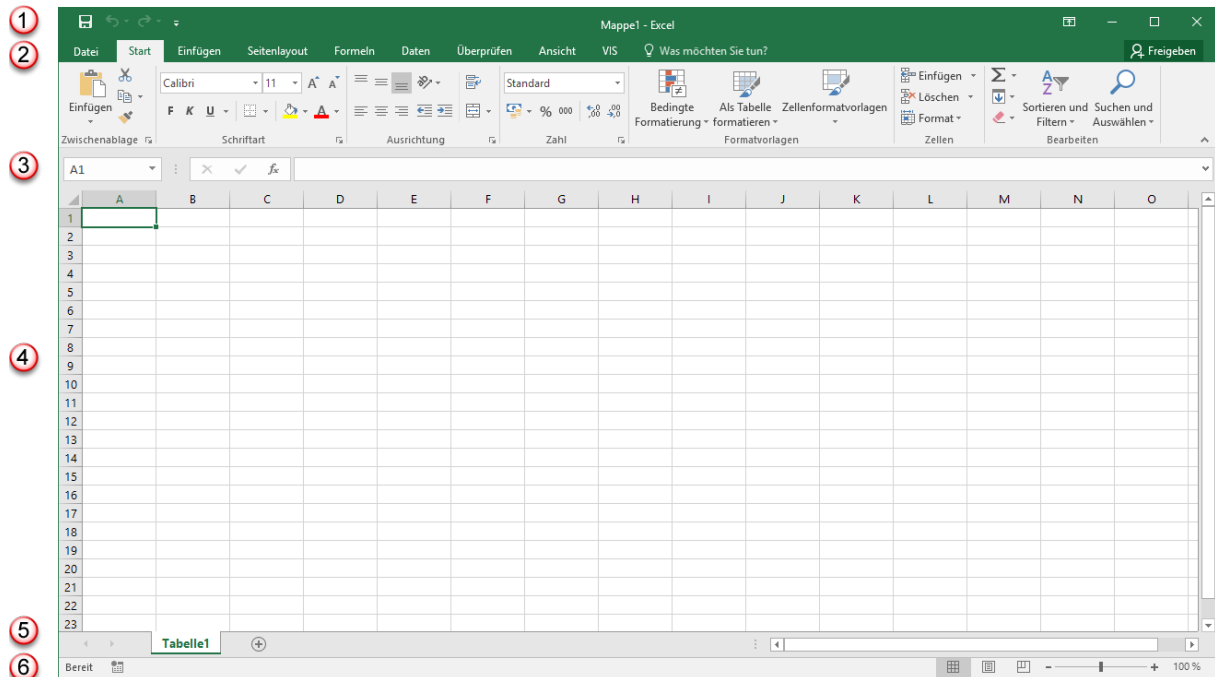 1
Mappe1 - Excel
2
Datei Start Einfügen Seitenlayout Formeln Daten Überprüfen Ansicht VIS Was möchten Sie tun? Freigeben
Einfügen
Zwischenablage
Calibri 11 A A
F K U A
Schriftart
Ausrichtung
Standard
% 000 ,00 ,00
Zahl
Bedingte Formatierung
Als Tabelle formatieren
Zellenformatvorlagen
Formatvorlagen
Einfügen
Löschen
Format
Zellen
Σ
A Z
Sortieren und Filtern
Suchen und Auswählen
Bearbeiten
3
A1 fx
A B C D E F G H I J K L M N O
1
2
3
4
5
6
7
8
4
9
10
11
12
13
14
15
16
17
18
19
20
21
22
23
5
Tabelle1
6
Bereit 100 %